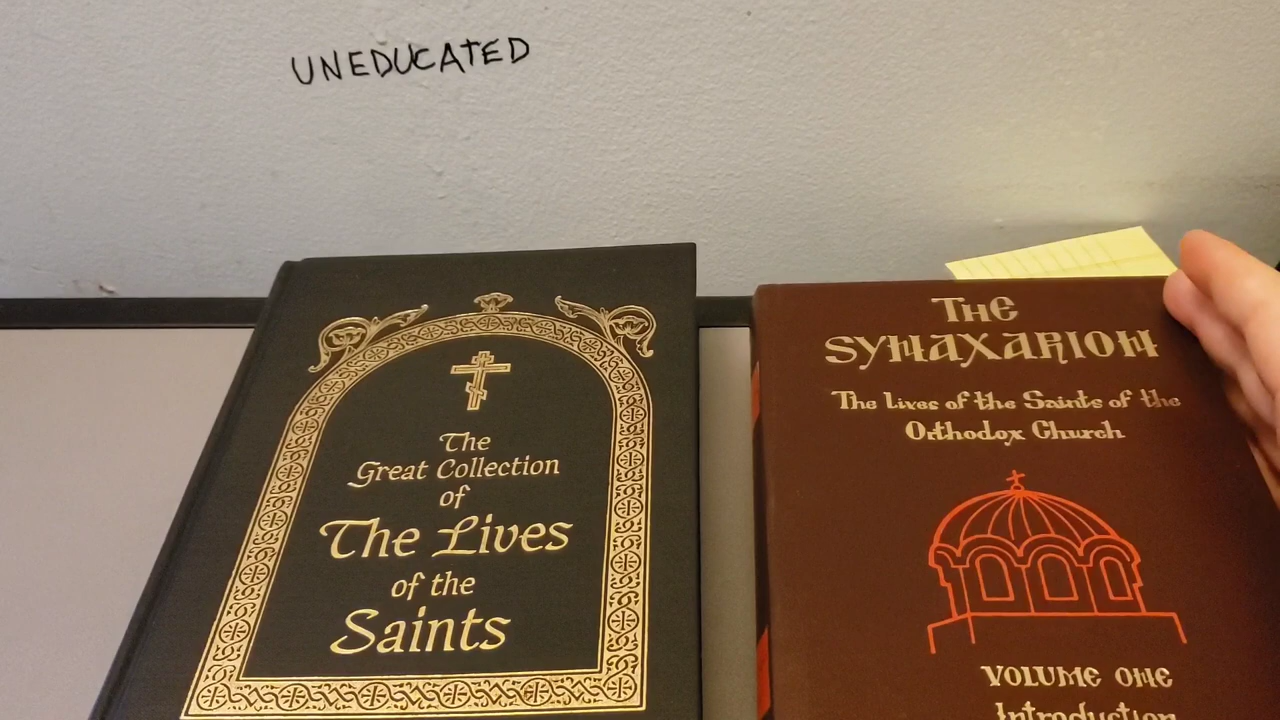 UNEDUCATED
The
Great Collection
of
The Lives
of the
Saints
THE
SYNAXARION
The Lives of the Saints of the
Orthodox Church
VOLUME ONE
Introduction